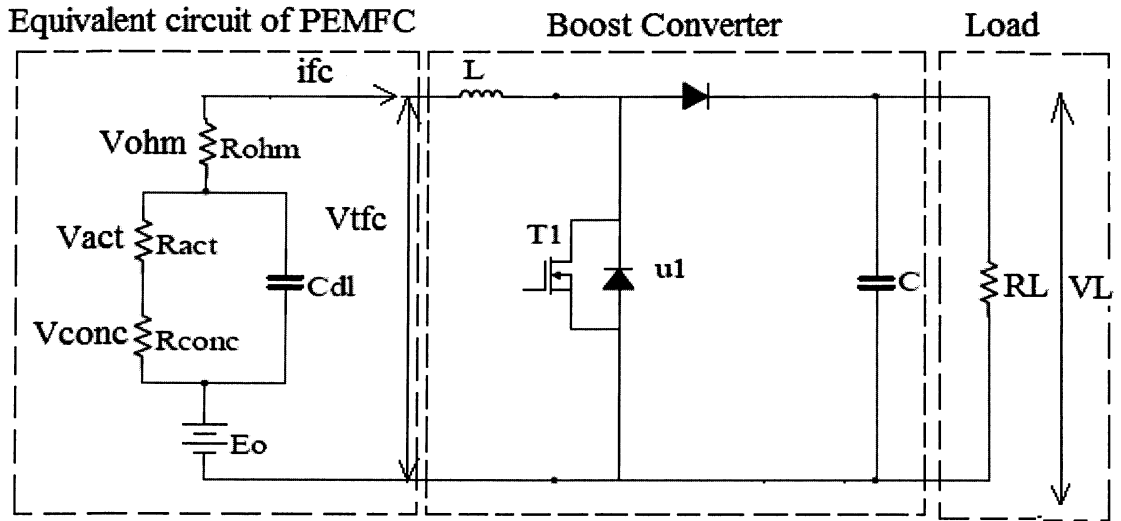 Equivalent circuit of PEMFC
Boost Converter
Load
ifc
L
Vohm
Rohm
Vtfc
Vact
Ract
T1
u1
Cdl
C
RL
VL
Vconc
Rconc
Eo